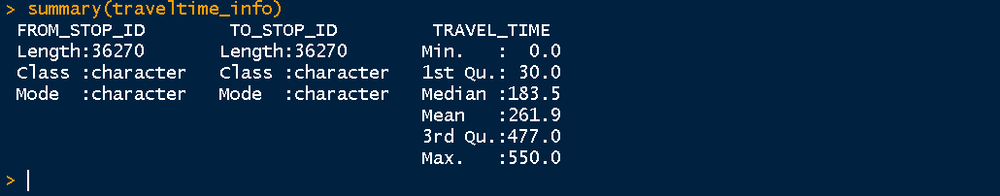 > summary(traveltime_info)
 FROM_STOP_ID        TO_STOP_ID         TRAVEL_TIME
 Length:36270       Length:36270       Min.   :  0.0
 Class :character   Class :character   1st Qu.: 30.0
 Mode  :character   Mode  :character   Median :183.5
                                       Mean   :261.9
                                       3rd Qu.:477.0
                                       Max.   :550.0
>